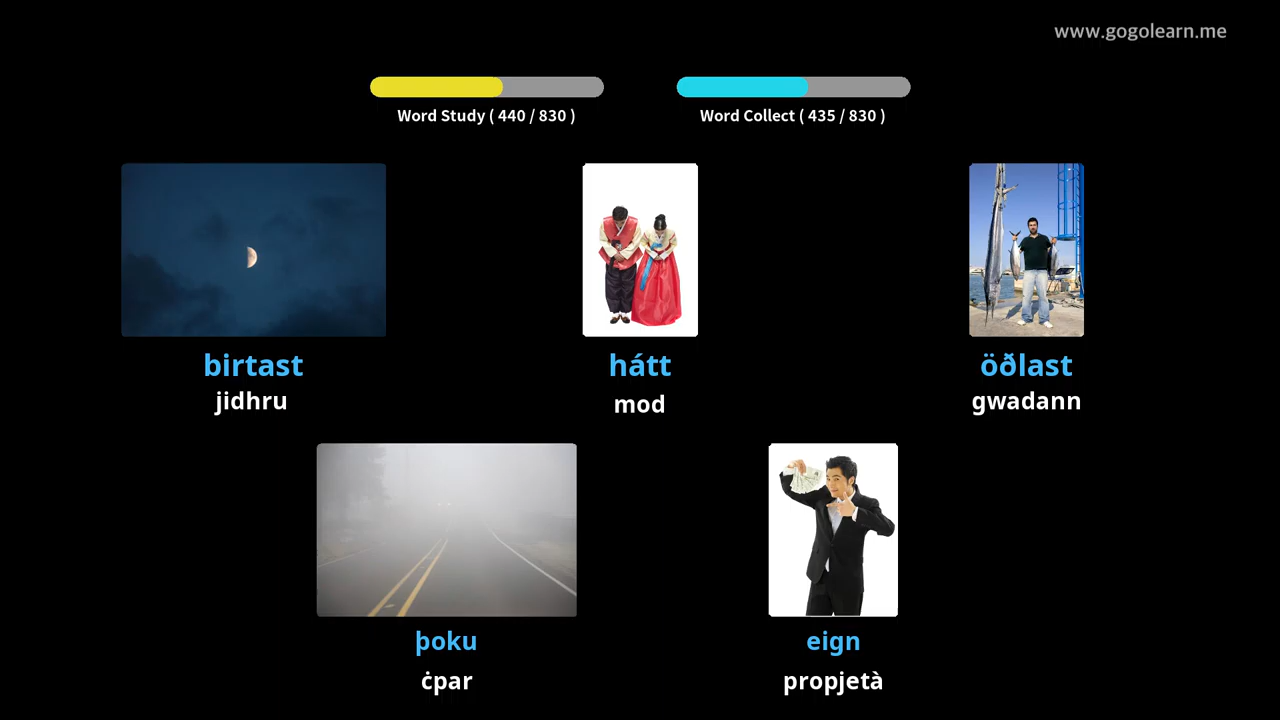 www.gogolearn.me
Word Study ( 440 / 830 )
Word Collect ( 435 / 830 )
birtast
jidhru
hátt
mod
öðlast
gwadann
þoku
ċpar
eign
propjetà